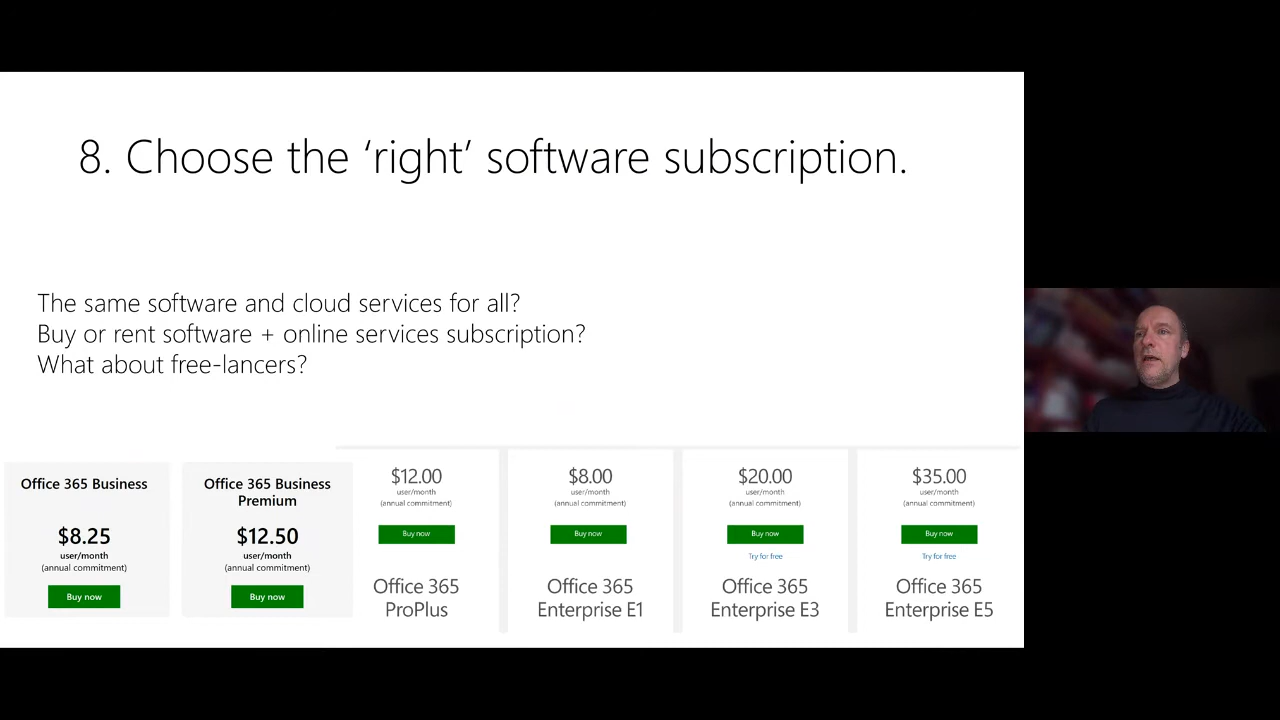 8. Choose the ‘right’ software subscription.
The same software and cloud services for all?
Buy or rent software + online services subscription?
What about free-lancers?
Office 365 Business
$8.25
user/month
(annual commitment)
Buy now
Office 365 Business
Premium
$12.50
user/month
(annual commitment)
Buy now
$12.00
user/month
(annual commitment)
Buy now
Office 365
ProPlus
$8.00
user/month
(annual commitment)
Buy now
Office 365
Enterprise E1
$20.00
user/month
(annual commitment)
Buy now
Try for free
Office 365
Enterprise E3
$35.00
user/month
(annual commitment)
Buy now
Try for free
Office 365
Enterprise E5